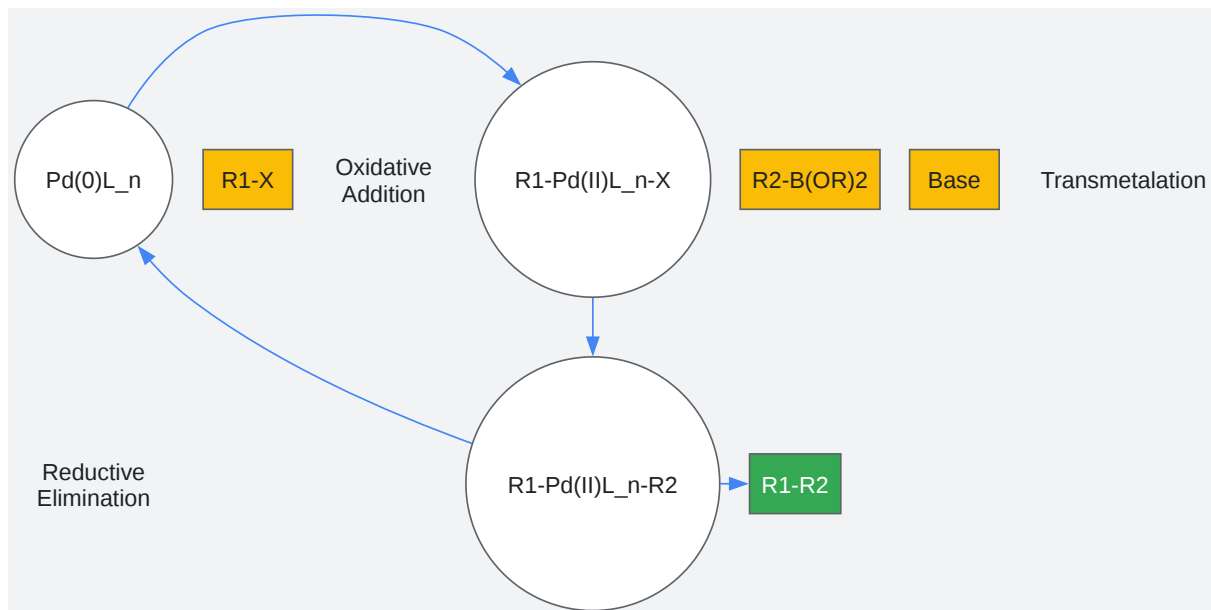 Pd(0)L_n
R1-X
Oxidative
Addition
R1-Pd(II)L_n-X
R2-B(OR)2
Base
Transmetalation
Reductive
Elimination
R1-Pd(II)L_n-R2
R1-R2